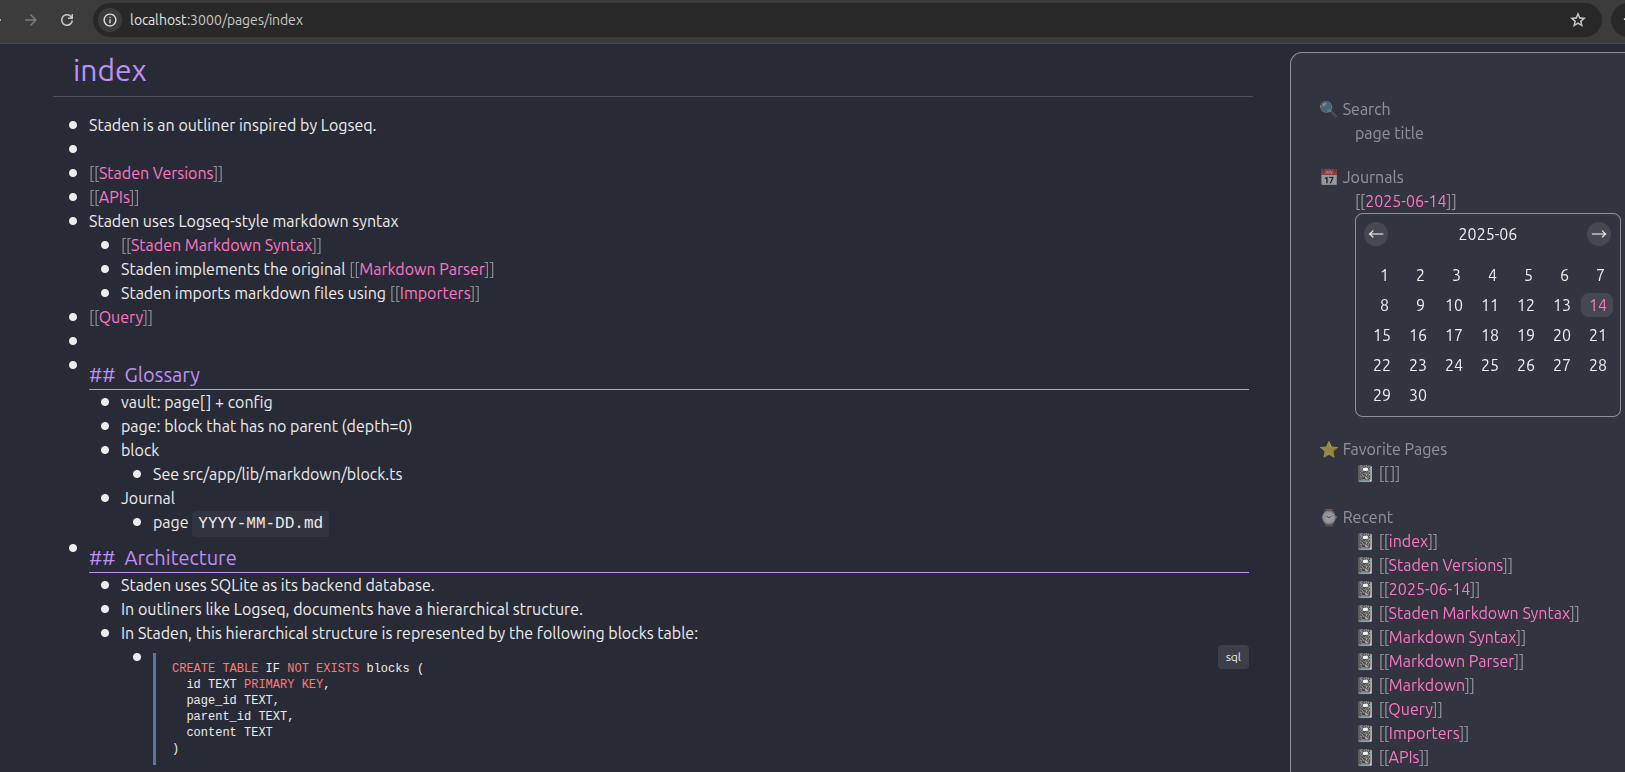 localhost:3000/pages/index
index
Staden is an outliner inspired by Logseq.
[[Staden Versions]]
[[APIs]]
Staden uses Logseq-style markdown syntax
[[Staden Markdown Syntax]]
Staden implements the original [[Markdown Parser]]
Staden imports markdown files using [[Importers]]
[[Query]]
## Glossary
vault: page[] + config
page: block that has no parent (depth=0)
block
See src/app/lib/markdown/block.ts
Journal
page YYYY-MM-DD.md
## Architecture
Staden uses SQLite as its backend database.
In outliners like Logseq, documents have a hierarchical structure.
In Staden, this hierarchical structure is represented by the following blocks table:
sql
CREATE TABLE IF NOT EXISTS blocks (
  id TEXT PRIMARY KEY,
  page_id TEXT,
  parent_id TEXT,
  content TEXT
)
🔍 Search
page title
📅 Journals
[[2025-06-14]]
← 2025-06 →
1 2 3 4 5 6 7
8 9 10 11 12 13 14
15 16 17 18 19 20 21
22 23 24 25 26 27 28
29 30
⭐ Favorite Pages
📓 [[]]
⌚ Recent
📓 [[index]]
📓 [[Staden Versions]]
📓 [[2025-06-14]]
📓 [[Staden Markdown Syntax]]
📓 [[Markdown Syntax]]
📓 [[Markdown Parser]]
📓 [[Markdown]]
📓 [[Query]]
📓 [[Importers]]
📓 [[APIs]]